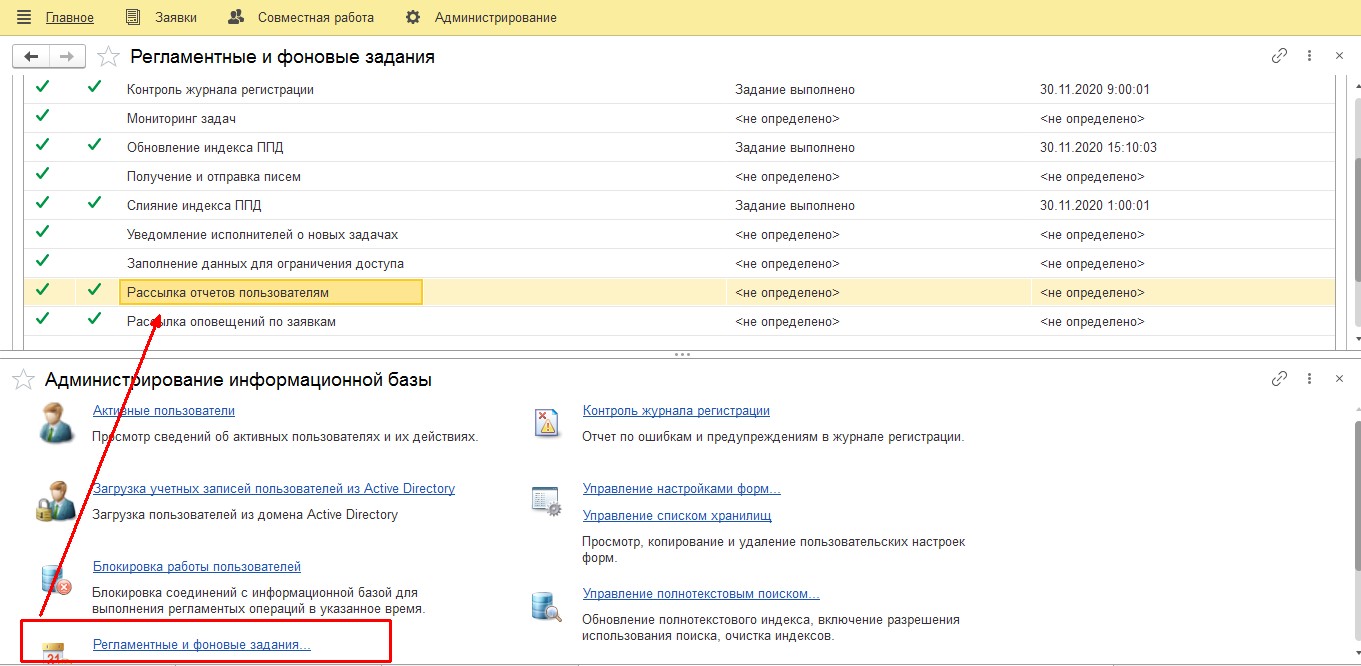 Главное Заявки Совместная работа Администрирование
Регламентные и фоновые задания
Контроль журнала регистрации Задание выполнено 30.11.2020 9:00:01
Мониторинг задач <не определено> <не определено>
Обновление индекса ППД Задание выполнено 30.11.2020 15:10:03
Получение и отправка писем <не определено> <не определено>
Слияние индекса ППД Задание выполнено 30.11.2020 1:00:01
Уведомление исполнителей о новых задачах <не определено> <не определено>
Заполнение данных для ограничения доступа <не определено> <не определено>
Рассылка отчетов пользователям <не определено> <не определено>
Рассылка оповещений по заявкам <не определено> <не определено>
Администрирование информационной базы
Активные пользователи
Просмотр сведений об активных пользователях и их действиях.
Контроль журнала регистрации
Отчет по ошибкам и предупреждениям в журнале регистрации.
Загрузка учетных записей пользователей из Active Directory
Загрузка пользователей из домена Active Directory
Управление настройками форм...
Управление списком хранилищ
Просмотр, копирование и удаление пользовательских настроек
форм.
Блокировка работы пользователей
Блокировка соединений с информационной базой для
выполнения регламентых операций в указанное время.
Управление полнотекстовым поиском...
Обновление полнотекстового индекса, включение разрешения
использования поиска, очистка индексов.
Регламентные и фоновые задания...
31